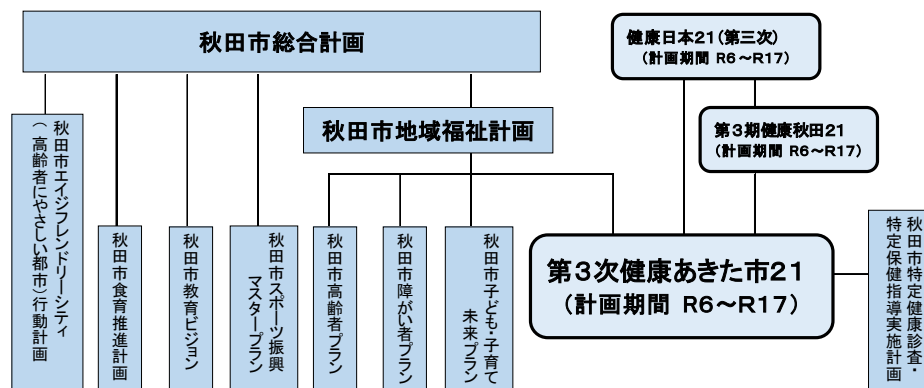 秋田市総合計画
健康日本21(第三次)
(計画期間 R6～R17)
秋田市地域福祉計画
第3期健康秋田21
(計画期間 R6～R17)
秋田市エイジフレンドリーシティ
(高齢者にやさしい都市)行動計画
秋田市食育推進計画
秋田市教育ビジョン
秋田市スポーツ振興
マスタープラン
秋田市高齢者プラン
秋田市障がい者プラン
秋田市子ども・子育て
未来プラン
第3次健康あきた市21
(計画期間 R6～R17)
秋田市特定健康診査・
特定保健指導実施計画